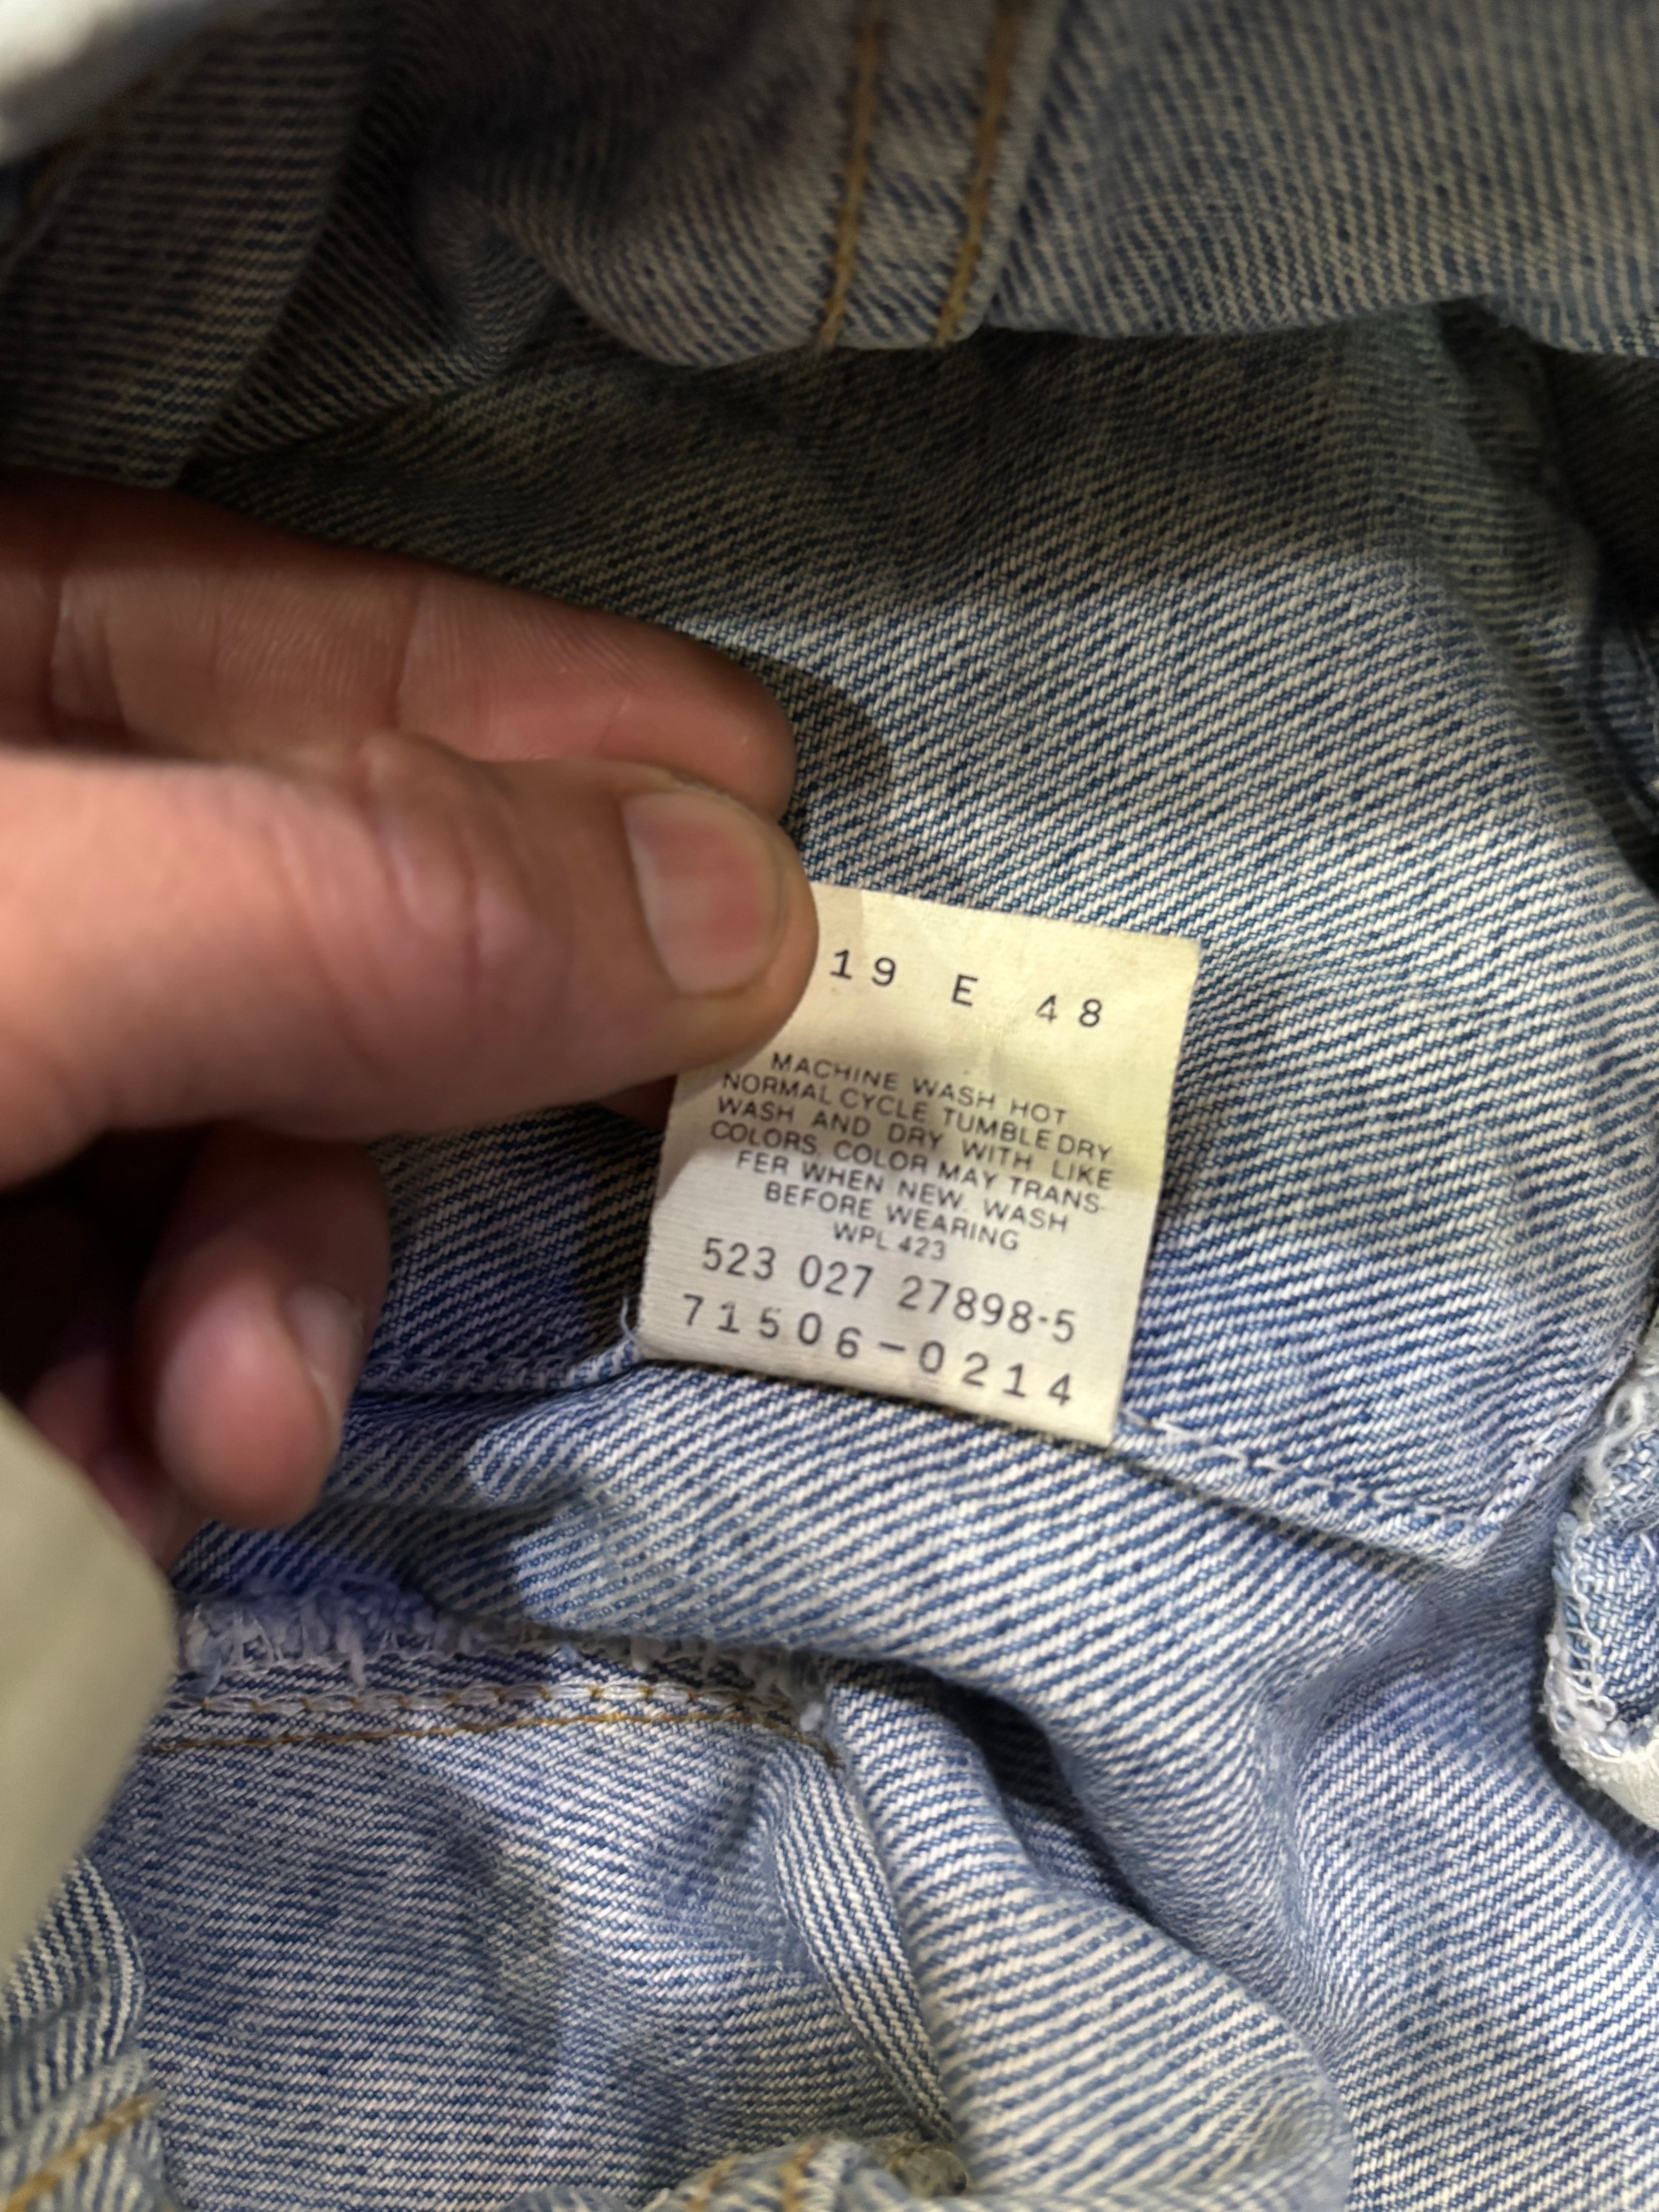 19 E 48
MACHINE WASH HOT
NORMAL CYCLE TUMBLE DRY
WASH AND DRY WITH LIKE
COLORS. COLOR MAY TRANS-
FER WHEN NEW. WASH
BEFORE WEARING
WPL 423
523 027 27898-5
71506-0214